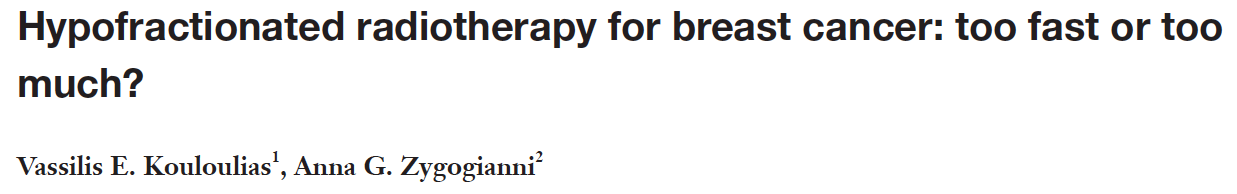 Hypofractionated radiotherapy for breast cancer: too fast or too
much?
Vassilis E. Kouloulias¹, Anna G. Zygogianni²